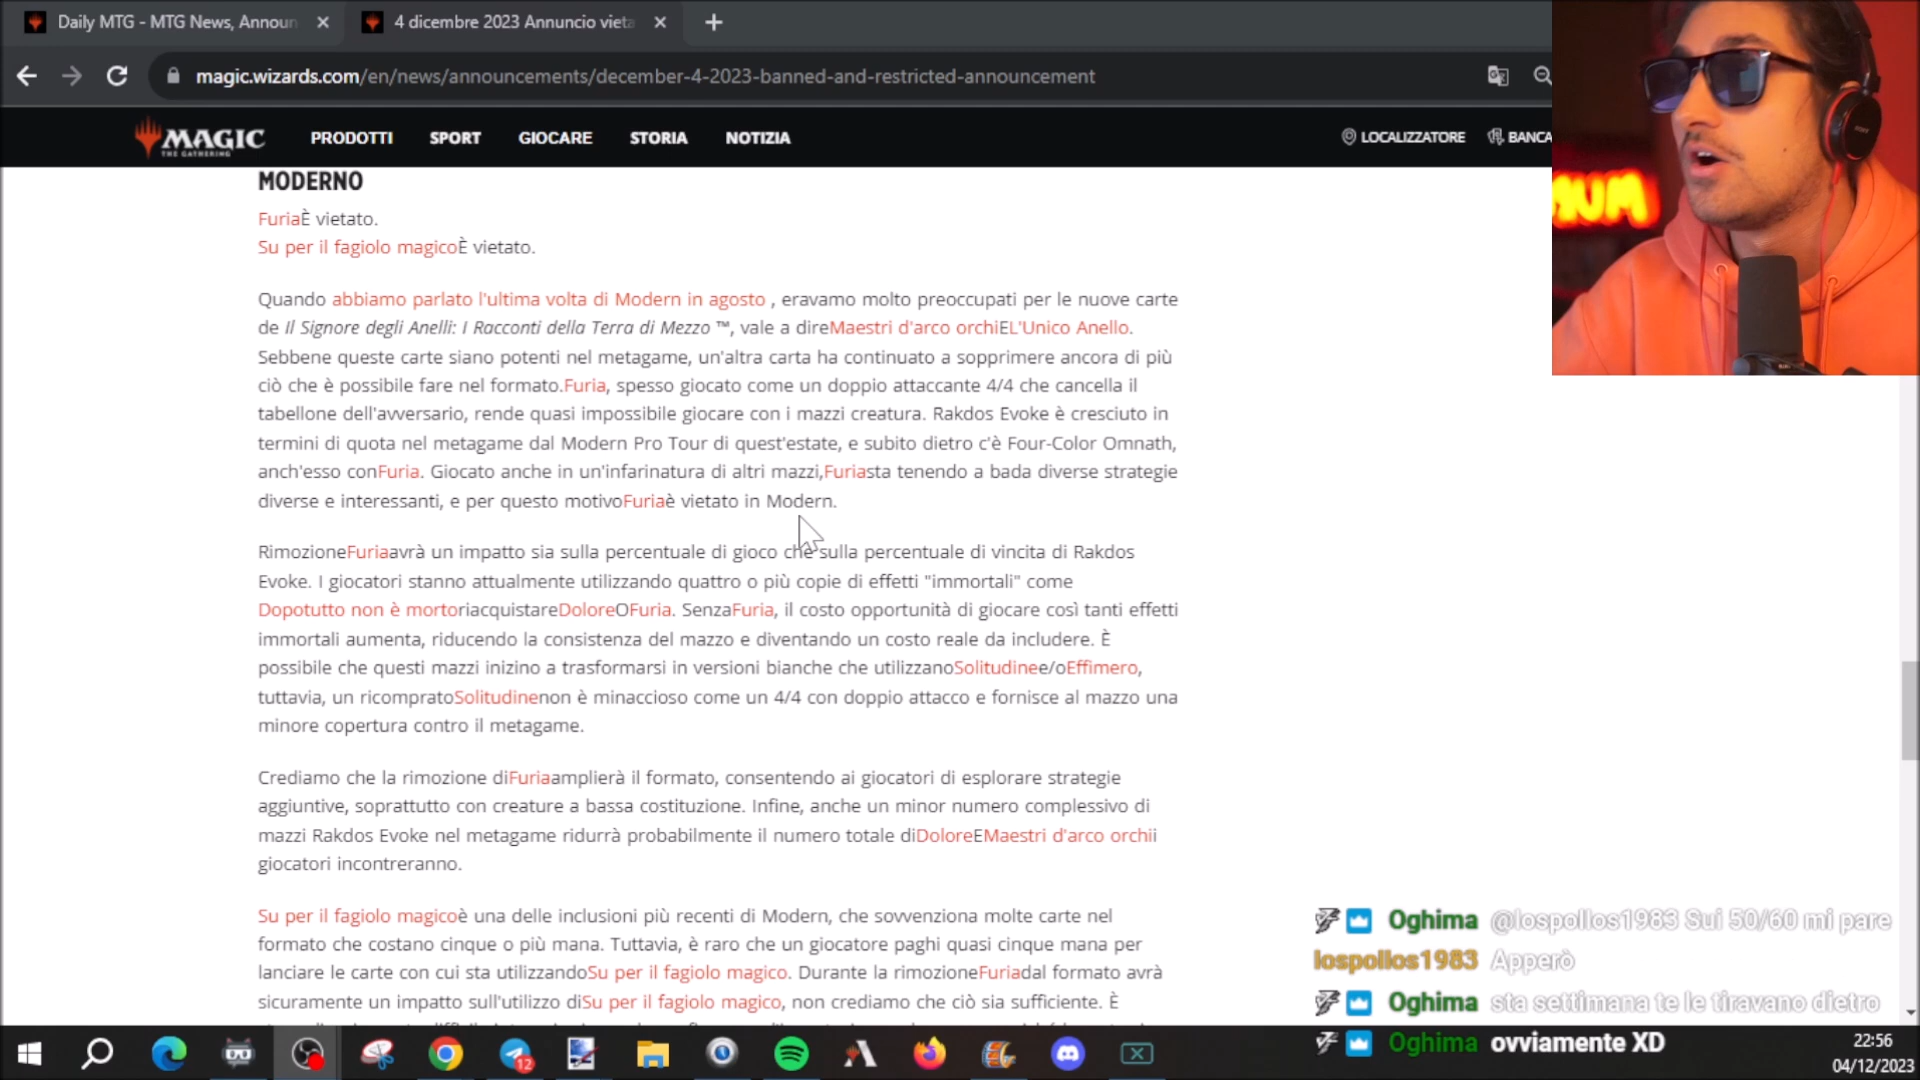 Daily MTG - MTG News, Announ
4 dicembre 2023 Annuncio vieta
magic.wizards.com/en/news/announcements/december-4-2023-banned-and-restricted-announcement
MAGIC
THE GATHERING
PRODOTTI
SPORT
GIOCARE
STORIA
NOTIZIA
LOCALIZZATORE
BANCA
MODERNO
FuriaÈ vietato.
Su per il fagiolo magicoÈ vietato.
Quando abbiamo parlato l'ultima volta di Modern in agosto , eravamo molto preoccupati per le nuove carte
de Il Signore degli Anelli: I Racconti della Terra di Mezzo ™, vale a direMaestri d'arco orchiEL'Unico Anello.
Sebbene queste carte siano potenti nel metagame, un'altra carta ha continuato a sopprimere ancora di più
ciò che è possibile fare nel formato.Furia, spesso giocato come un doppio attaccante 4/4 che cancella il
tabellone dell'avversario, rende quasi impossibile giocare con i mazzi creatura. Rakdos Evoke è cresciuto in
termini di quota nel metagame dal Modern Pro Tour di quest'estate, e subito dietro c'è Four-Color Omnath,
anch'esso conFuria. Giocato anche in un'infarinatura di altri mazzi,Furiasta tenendo a bada diverse strategie
diverse e interessanti, e per questo motivoFuriaè vietato in Modern.
RimozioneFuriaavrà un impatto sia sulla percentuale di gioco che sulla percentuale di vincita di Rakdos
Evoke. I giocatori stanno attualmente utilizzando quattro o più copie di effetti "immortali" come
Dopotutto non è mortoriacquistareDoloreOFuria. SenzaFuria, il costo opportunità di giocare così tanti effetti
immortali aumenta, riducendo la consistenza del mazzo e diventando un costo reale da includere. È
possibile che questi mazzi inizino a trasformarsi in versioni bianche che utilizzanoSolitudinee/oEffimero,
tuttavia, un ricompratoSolitudinenon è minaccioso come un 4/4 con doppio attacco e fornisce al mazzo una
minore copertura contro il metagame.
Crediamo che la rimozione diFuriaamplierà il formato, consentendo ai giocatori di esplorare strategie
aggiuntive, soprattutto con creature a bassa costituzione. Infine, anche un minor numero complessivo di
mazzi Rakdos Evoke nel metagame ridurrà probabilmente il numero totale diDoloreEMaestri d'arco orchii
giocatori incontreranno.
Su per il fagiolo magicoè una delle inclusioni più recenti di Modern, che sovvenziona molte carte nel
formato che costano cinque o più mana. Tuttavia, è raro che un giocatore paghi quasi cinque mana per
lanciare le carte con cui sta utilizzandoSu per il fagiolo magico. Durante la rimozioneFuriadal formato avrà
sicuramente un impatto sull'utilizzo diSu per il fagiolo magico, non crediamo che ciò sia sufficiente. È
Oghima @lospollos1983 Sui 50/60 mi pare
lospollos1983 Apperò
Oghima sta settimana te le tiravano dietro
Oghima ovviamente XD
12
22:56
04/12/2023